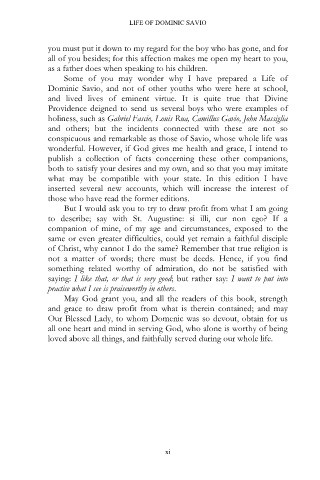 LIFE OF DOMINIC SAVIO
you must put it down to my regard for the boy who has gone, and for
all of you besides; for this affection makes me open my heart to you,
as a father does when speaking to his children.
Some of you may wonder why I have prepared a Life of
Dominic Savio, and not of other youths who were here at school,
and lived lives of eminent virtue. It is quite true that Divine
Providence deigned to send us several boys who were examples of
holiness, such as Gabriel Fascio, Louis Rua, Camillus Gavio, John Massiglia
and others; but the incidents connected with these are not so
conspicuous and remarkable as those of Savio, whose whole life was
wonderful. However, if God gives me health and grace, I intend to
publish a collection of facts concerning these other companions,
both to satisfy your desires and my own, and so that you may imitate
what may be compatible with your state. In this edition I have
inserted several new accounts, which will increase the interest of
those who have read the former editions.
But I would ask you to try to draw profit from what I am going
to describe; say with St. Augustine: si illi, cur non ego? If a
companion of mine, of my age and circumstances, exposed to the
same or even greater difficulties, could yet remain a faithful disciple
of Christ, why cannot I do the same? Remember that true religion is
not a matter of words; there must be deeds. Hence, if you find
something related worthy of admiration, do not be satisfied with
saying: I like that, or that is very good; but rather say: I want to put into
practice what I see is praiseworthy in others.
May God grant you, and all the readers of this book, strength
and grace to draw profit from what is therein contained; and may
Our Blessed Lady, to whom Domenic was so devout, obtain for us
all one heart and mind in serving God, who alone is worthy of being
loved above all things, and faithfully served during our whole life.
xi